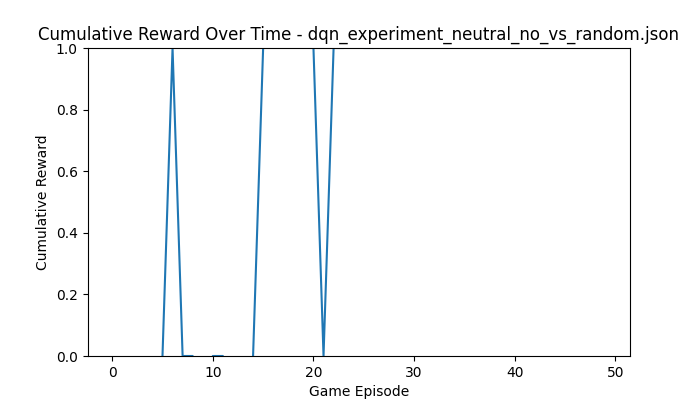 Cumulative Reward Over Time - dqn_experiment_neutral_no_vs_random.json
1.0
0.8
0.6
0.4
0.2
0.0
Cumulative Reward
0 10 20 30 40 50
Game Episode